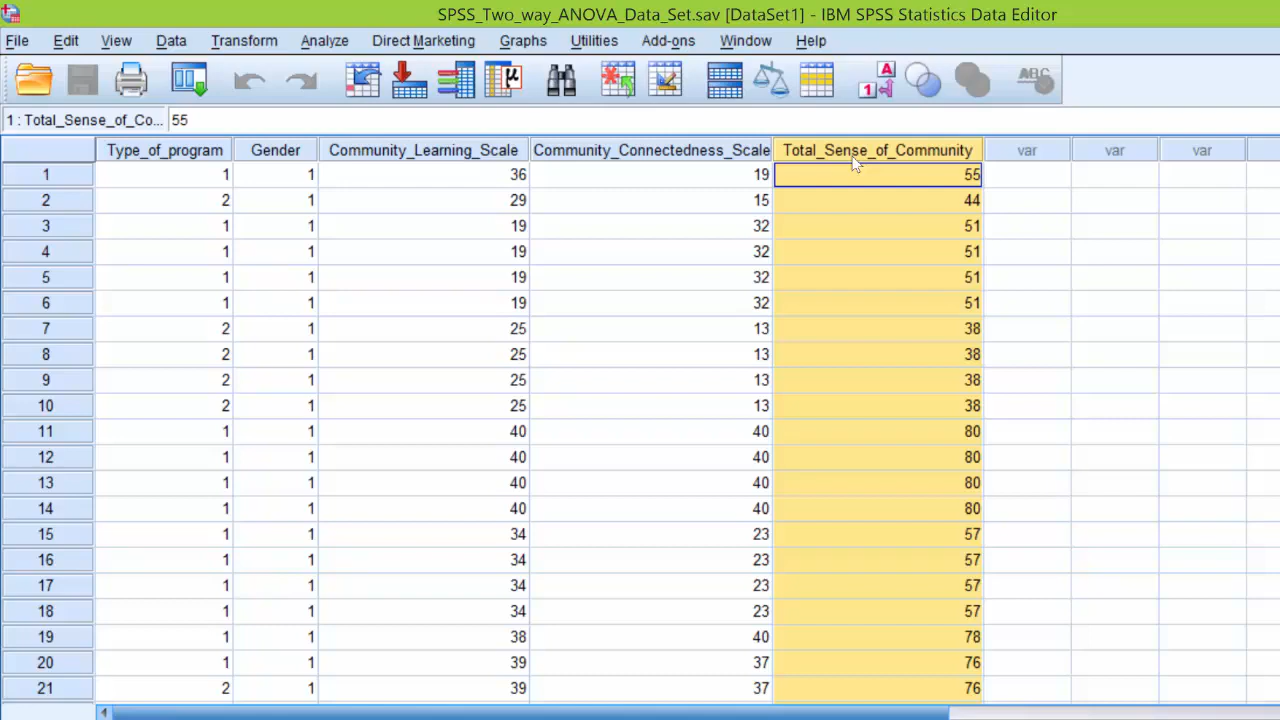 SPSS_Two_way_ANOVA_Data_Set.sav [DataSet1] - IBM SPSS Statistics Data Editor
File Edit View Data Transform Analyze Direct Marketing Graphs Utilities Add-ons Window Help
μ A 1 ABC
1 : Total_Sense_of_Co... 55
Type_of_program Gender Community_Learning_Scale Community_Connectedness_Scale Total_Sense_of_Community var var var
1 1 1 36 19 55
2 2 1 29 15 44
3 1 1 19 32 51
4 1 1 19 32 51
5 1 1 19 32 51
6 1 1 19 32 51
7 2 1 25 13 38
8 2 1 25 13 38
9 2 1 25 13 38
10 2 1 25 13 38
11 1 1 40 40 80
12 1 1 40 40 80
13 1 1 40 40 80
14 1 1 40 40 80
15 1 1 34 23 57
16 1 1 34 23 57
17 1 1 34 23 57
18 1 1 34 23 57
19 1 1 38 40 78
20 1 1 39 37 76
21 2 1 39 37 76